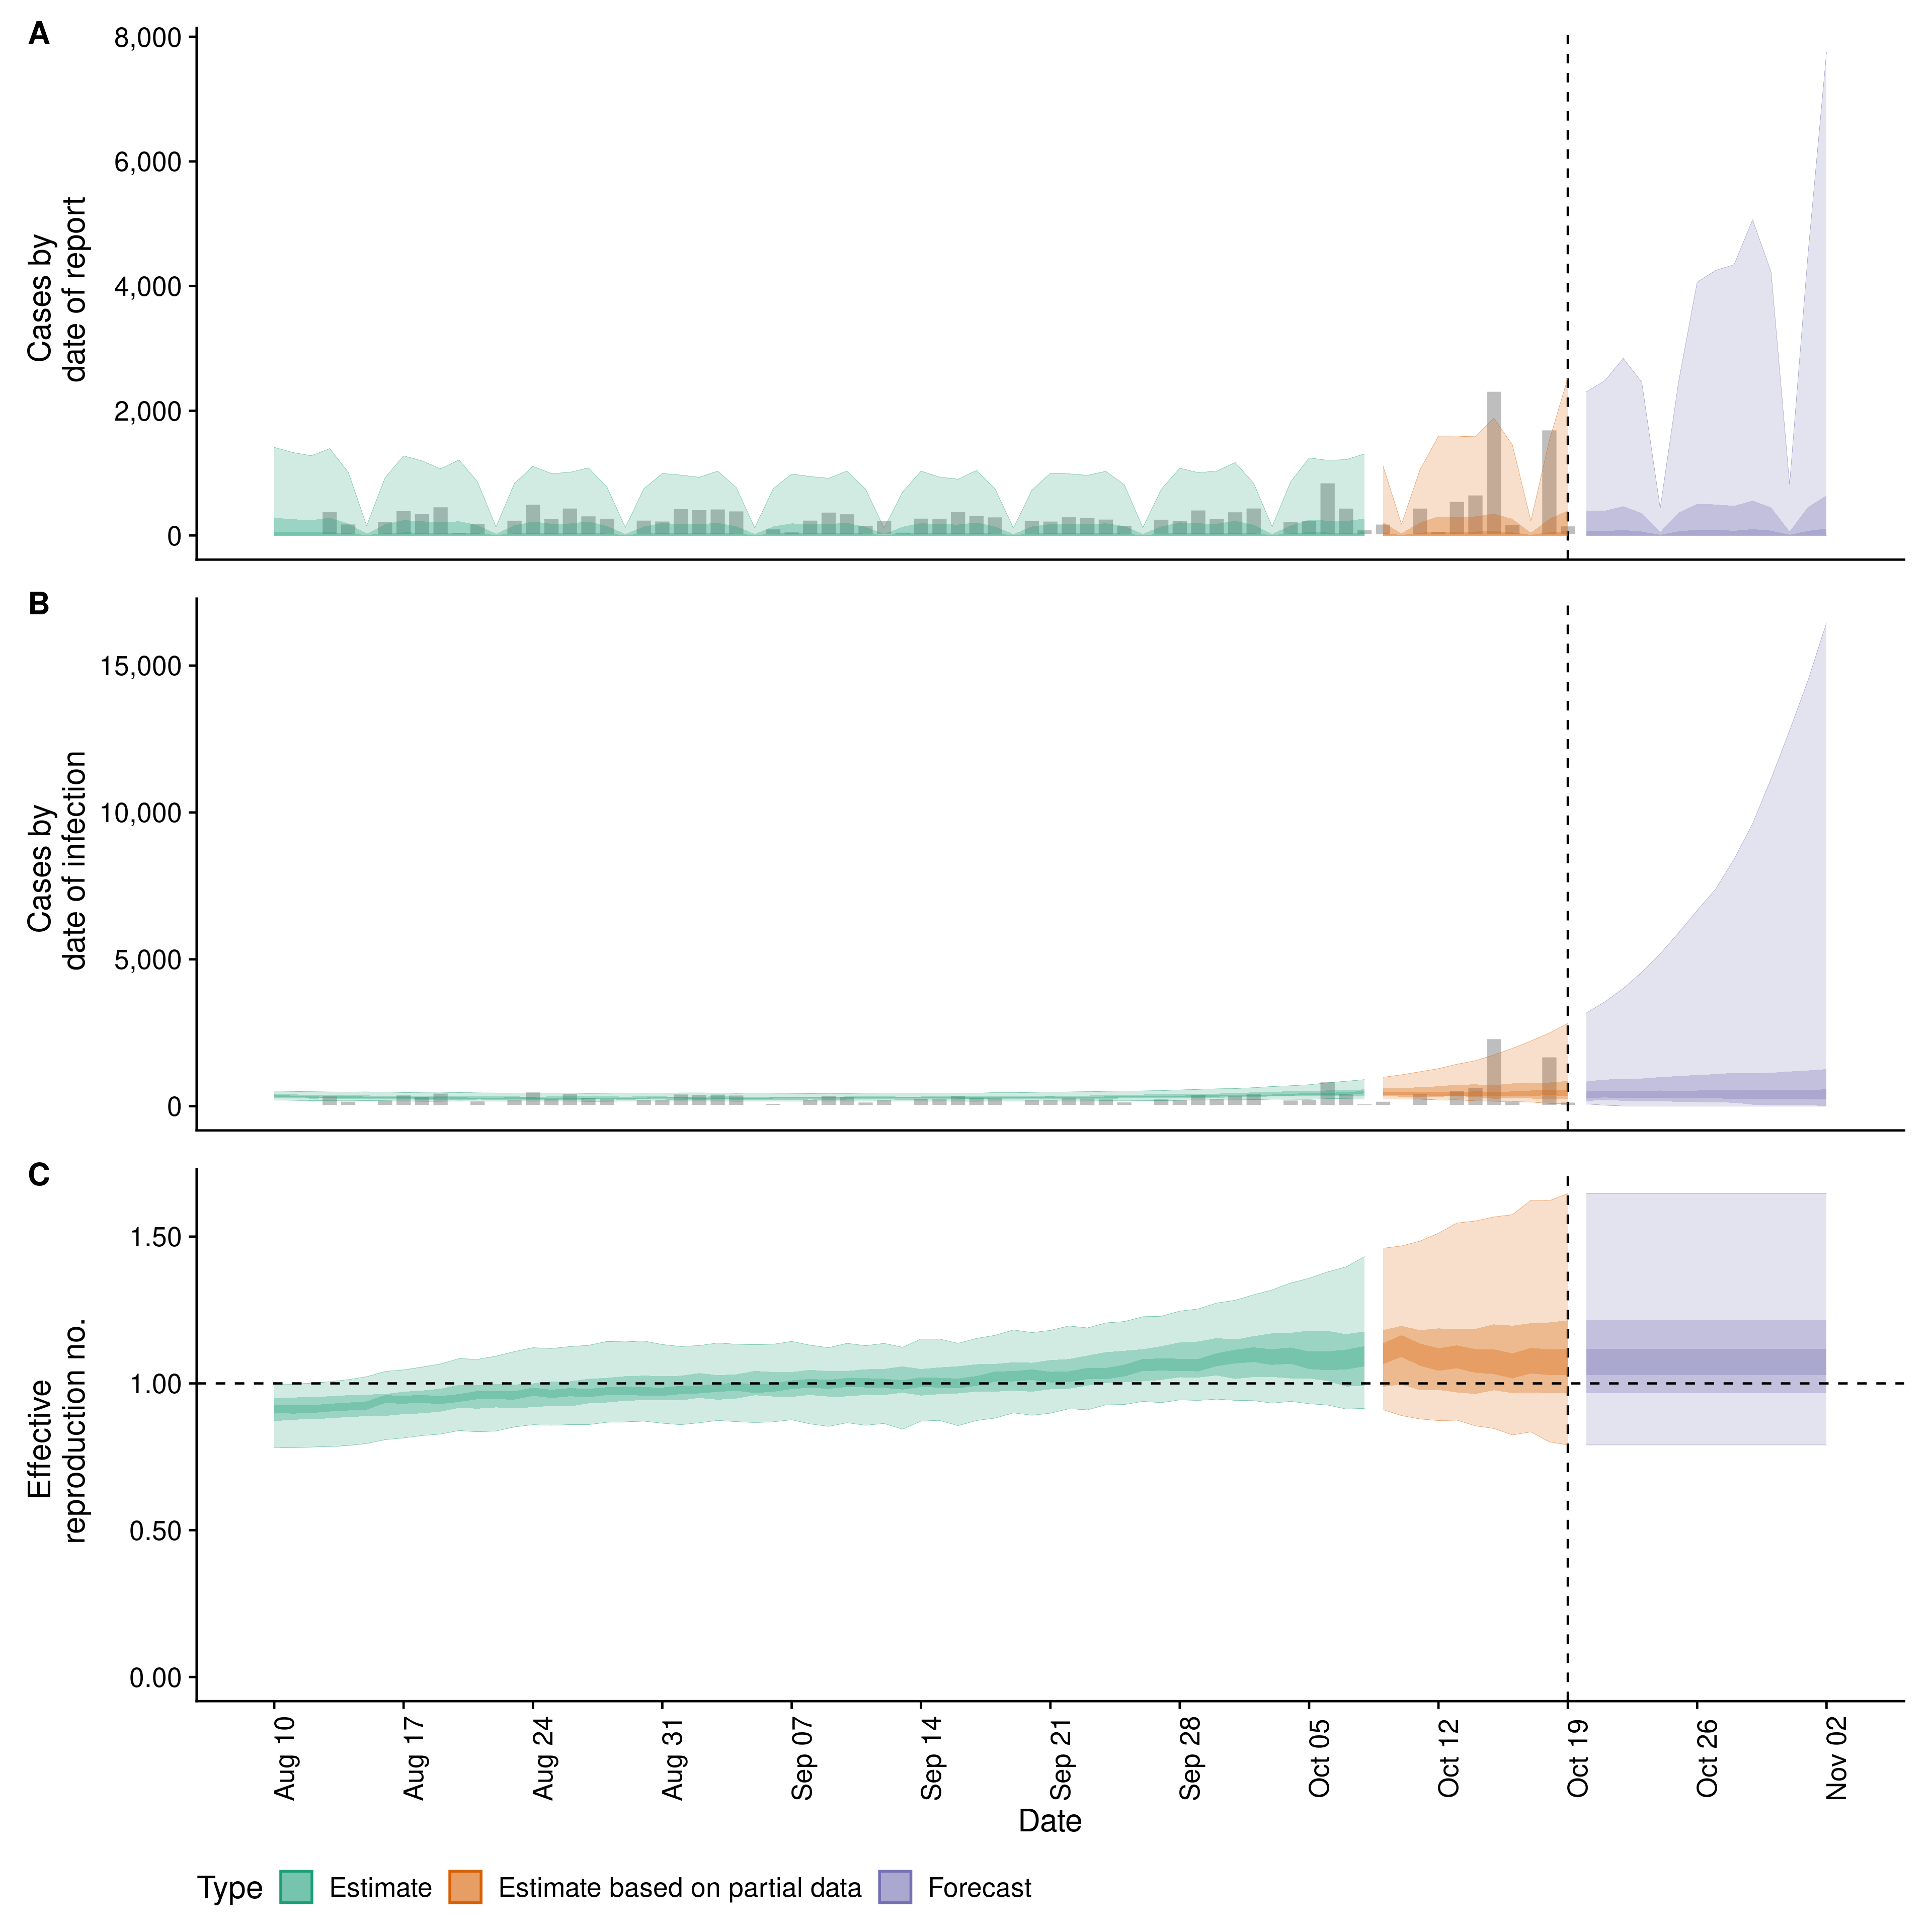 A
8,000
6,000
4,000
2,000
0
Cases by
date of report
B
15,000
10,000
5,000
0
Cases by
date of infection
C
1.50
1.00
0.50
0.00
Effective
reproduction no.
Aug 10
Aug 17
Aug 24
Aug 31
Sep 07
Sep 14
Sep 21
Sep 28
Oct 05
Oct 12
Oct 19
Oct 26
Nov 02
Date
Type Estimate Estimate based on partial data Forecast